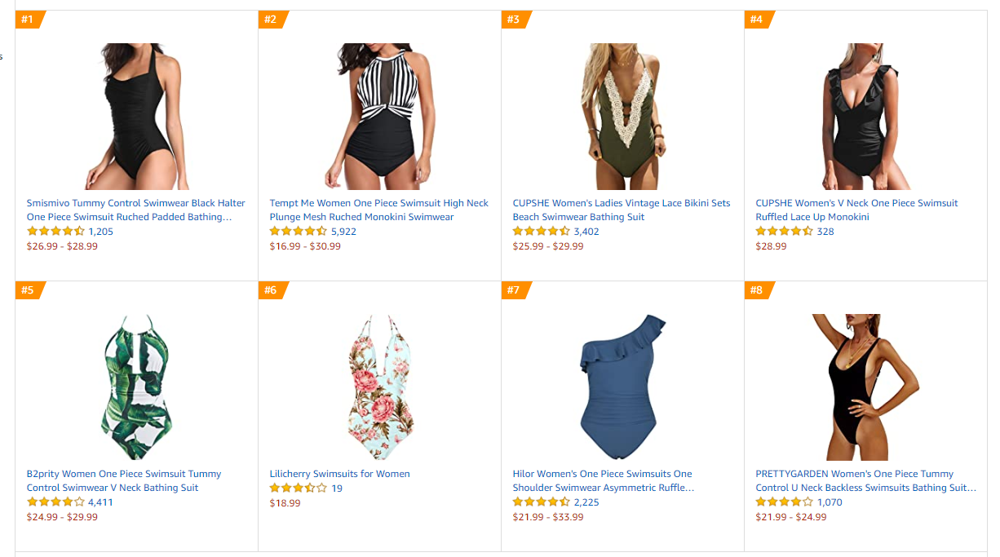 #1
#2
#3
#4
s
Smismivo Tummy Control Swimwear Black Halter
One Piece Swimsuit Ruched Padded Bathing...
1,205
$26.99 - $28.99
Tempt Me Women One Piece Swimsuit High Neck
Plunge Mesh Ruched Monokini Swimwear
5,922
$16.99 - $30.99
CUPSHE Women's Ladies Vintage Lace Bikini Sets
Beach Swimwear Bathing Suit
3,402
$25.99 - $29.99
CUPSHE Women's V Neck One Piece Swimsuit
Ruffled Lace Up Monokini
328
$28.99
#5
#6
#7
#8
B2prity Women One Piece Swimsuit Tummy
Control Swimwear V Neck Bathing Suit
4,411
$24.99 - $29.99
Lilicherry Swimsuits for Women
19
$18.99
Hilor Women's One Piece Swimsuits One
Shoulder Swimwear Asymmetric Ruffle...
2,225
$21.99 - $33.99
PRETTYGARDEN Women's One Piece Tummy
Control U Neck Backless Swimsuits Bathing Suit...
1,070
$21.99 - $24.99